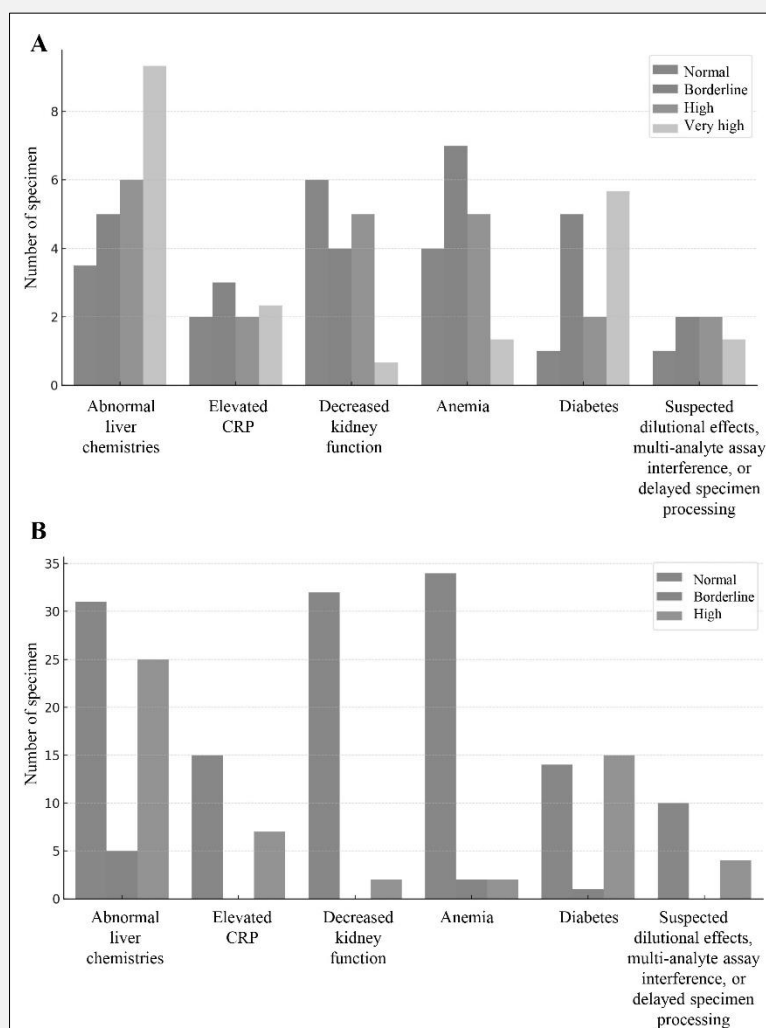 A
Number of specimen
8
6
4
2
0
Normal
Borderline
High
Very high
Abnormal
liver
chemistries
Elevated
CRP
Decreased
kidney
function
Anemia
Diabetes
Suspected
dilutional effects,
multi-analyte assay
interference, or
delayed specimen
processing
B
Number of specimen
35
30
25
20
15
10
5
0
Normal
Borderline
High
Abnormal
liver
chemistries
Elevated
CRP
Decreased
kidney
function
Anemia
Diabetes
Suspected
dilutional effects,
multi-analyte assay
interference, or
delayed specimen
processing